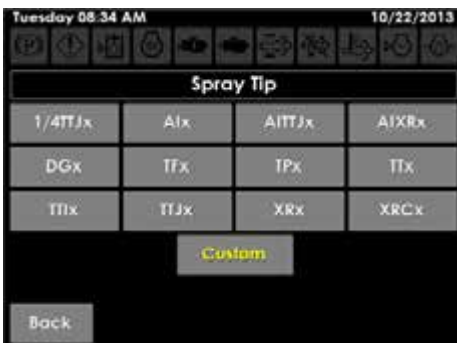 Tuesday 08:34 AM 10/22/2013
(P)
Spray Tip
1/4TTJx AIx AITTJx AIXRx
DGx TFx TPx TTx
TTIx TTJx XRx XRCx
Custom
Back